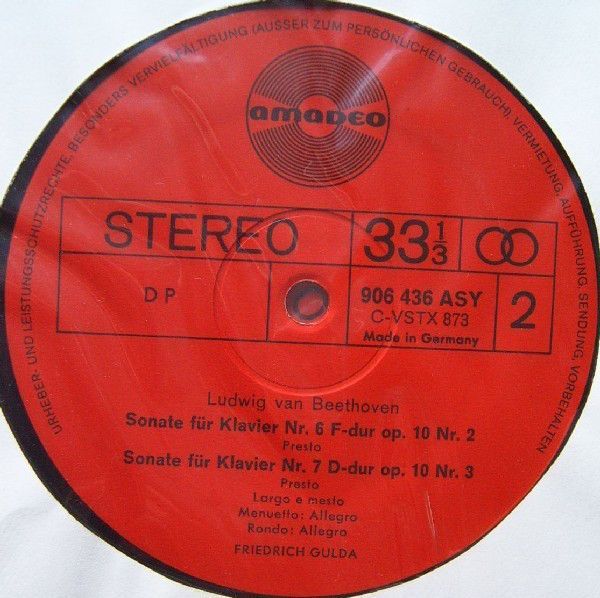 URHEBER- UND LEISTUNGSSCHUTZRECHTE, BESONDERS VERVIELFÄLTIGUNG (AUSSER ZUM PERSÖNLICHEN GEBRAUCH), VERMIETUNG, AUFFÜHRUNG, SENDUNG, VORBEHALTEN
amadeo
STEREO
33 1/3
DP
906 436 ASY
C-VSTX 873
Made in Germany
2
Ludwig van Beethoven
Sonate für Klavier Nr. 6 F-dur op. 10 Nr. 2
Presto
Sonate für Klavier Nr. 7 D-dur op. 10 Nr. 3
Presto
Largo e mesto
Menuetto: Allegro
Rondo: Allegro
FRIEDRICH GULDA